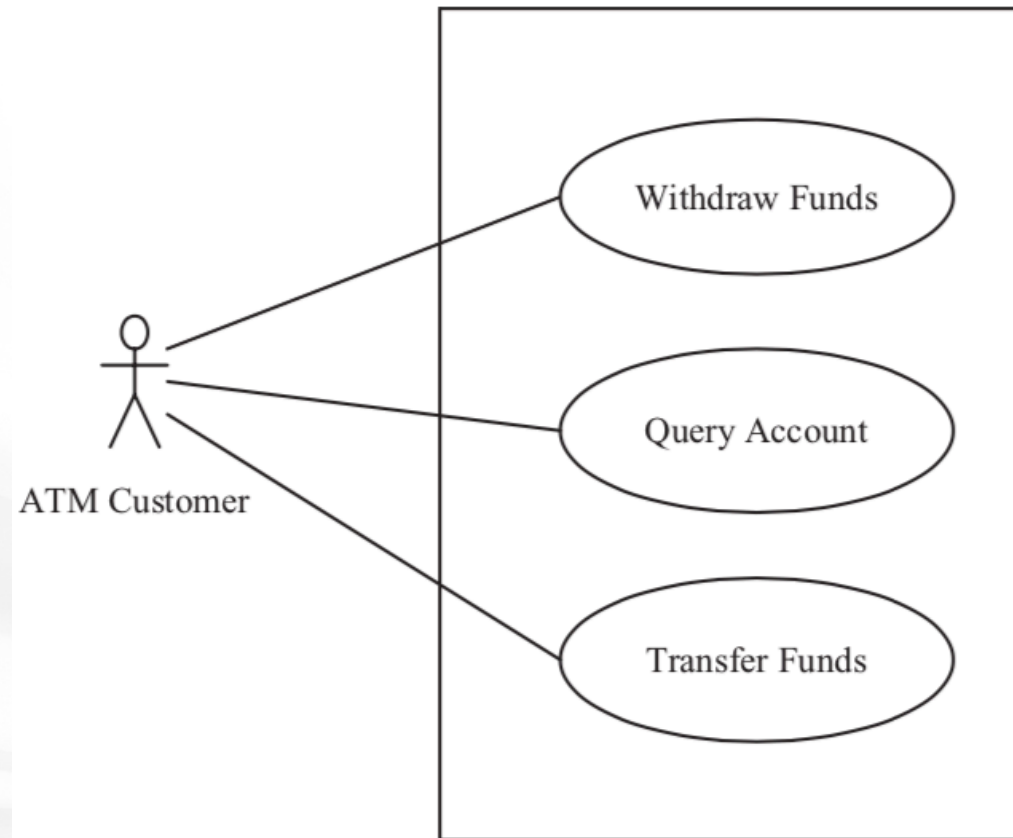 Withdraw Funds
Query Account
ATM Customer
Transfer Funds